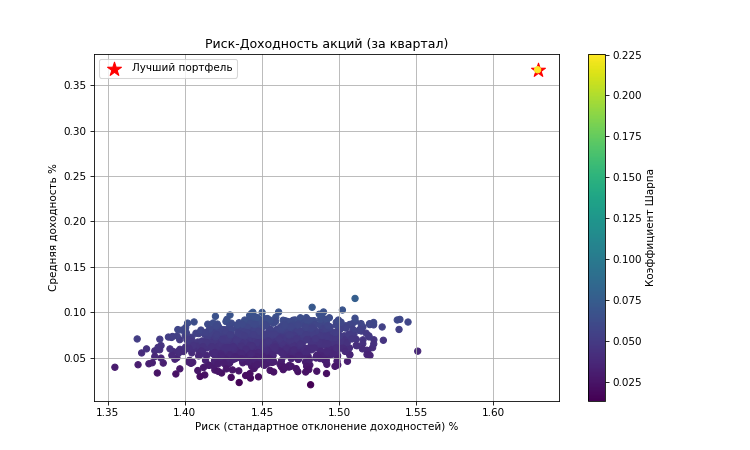 Риск-Доходность акций (за квартал)
Лучший портфель
Средняя доходность %
0.35
0.30
0.25
0.20
0.15
0.10
0.05
1.35 1.40 1.45 1.50 1.55 1.60
Риск (стандартное отклонение доходностей) %
0.225
0.200
0.175
0.150
0.125
0.100
0.075
0.050
0.025
Коэффициент Шарпа